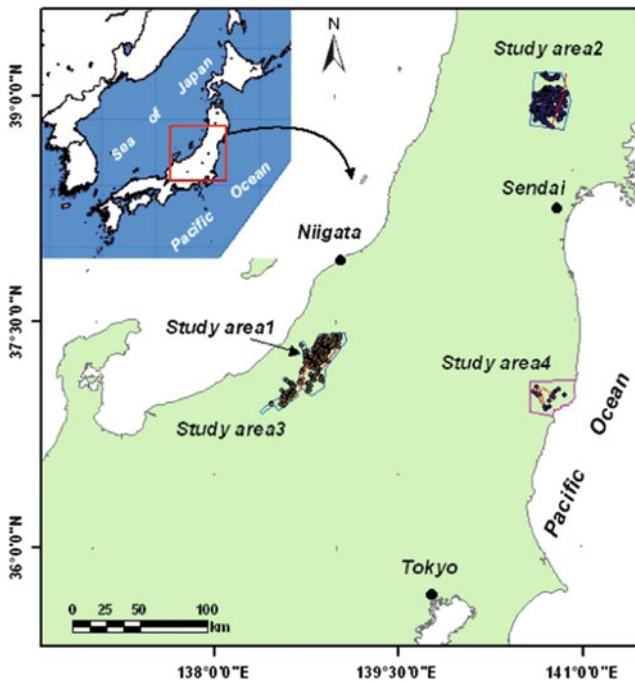 N
Study area2
39°0'0"N
Sea of Japan
Pacific Ocean
Sendai
Niigata
37°30'0"N
Study area1
Study area4
Study area3
Pacific Ocean
36°0'0"N
Tokyo
0 25 50 100
km
138°0'0"E 139°30'0"E 141°0'0"E